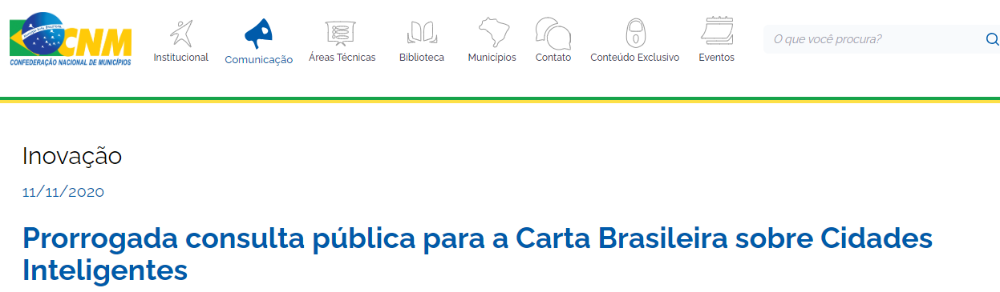 CNM
CONFEDERAÇÃO NACIONAL DE MUNICÍPIOS
Institucional
Comunicação
Áreas Técnicas
Biblioteca
Municípios
Contato
Conteúdo Exclusivo
Eventos
O que você procura?
Inovação
11/11/2020
Prorrogada consulta pública para a Carta Brasileira sobre Cidades
Inteligentes